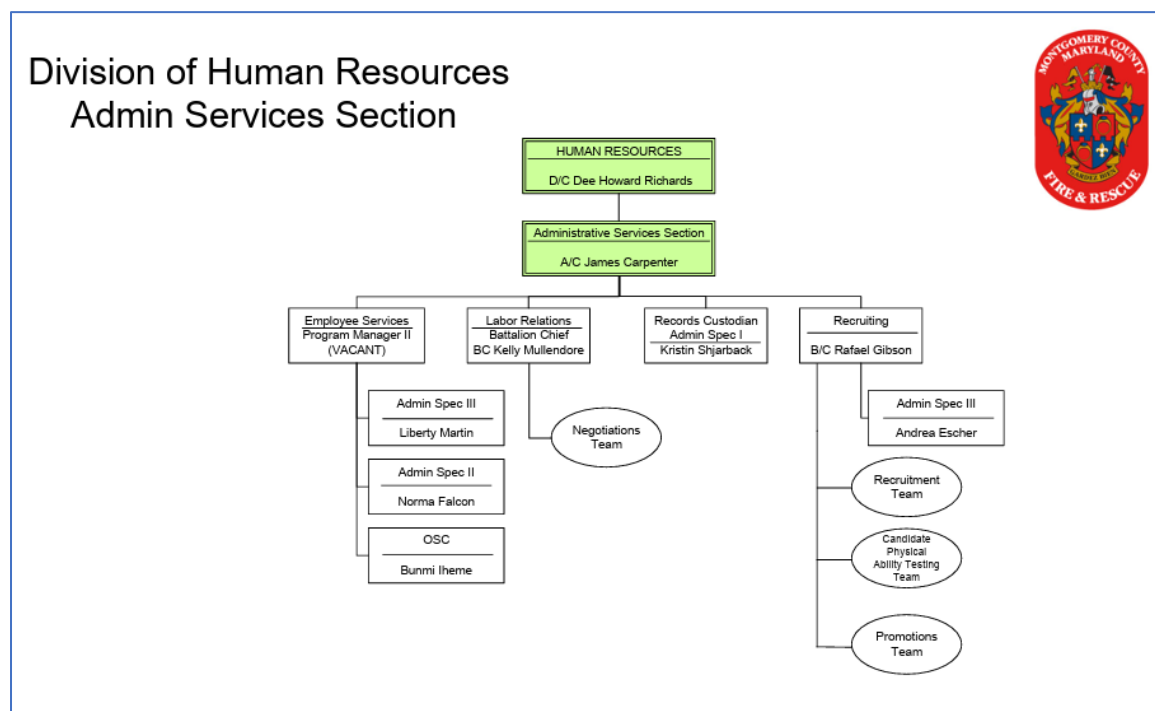 Division of Human Resources
Admin Services Section
MONTGOMERY COUNTY
MARYLAND
GARDEZ BIEN
FIRE & RESCUE
HUMAN RESOURCES
D/C Dee Howard Richards
Administrative Services Section
A/C James Carpenter
Employee Services
Program Manager II
(VACANT)
Labor Relations
Battalion Chief
BC Kelly Mullendore
Records Custodian
Admin Spec I
Kristin Shjarback
Recruiting
B/C Rafael Gibson
Admin Spec III
Liberty Martin
Admin Spec II
Norma Falcon
OSC
Bunmi Iheme
Negotiations
Team
Admin Spec III
Andrea Escher
Recruitment
Team
Candidate
Physical
Ability Testing
Team
Promotions
Team